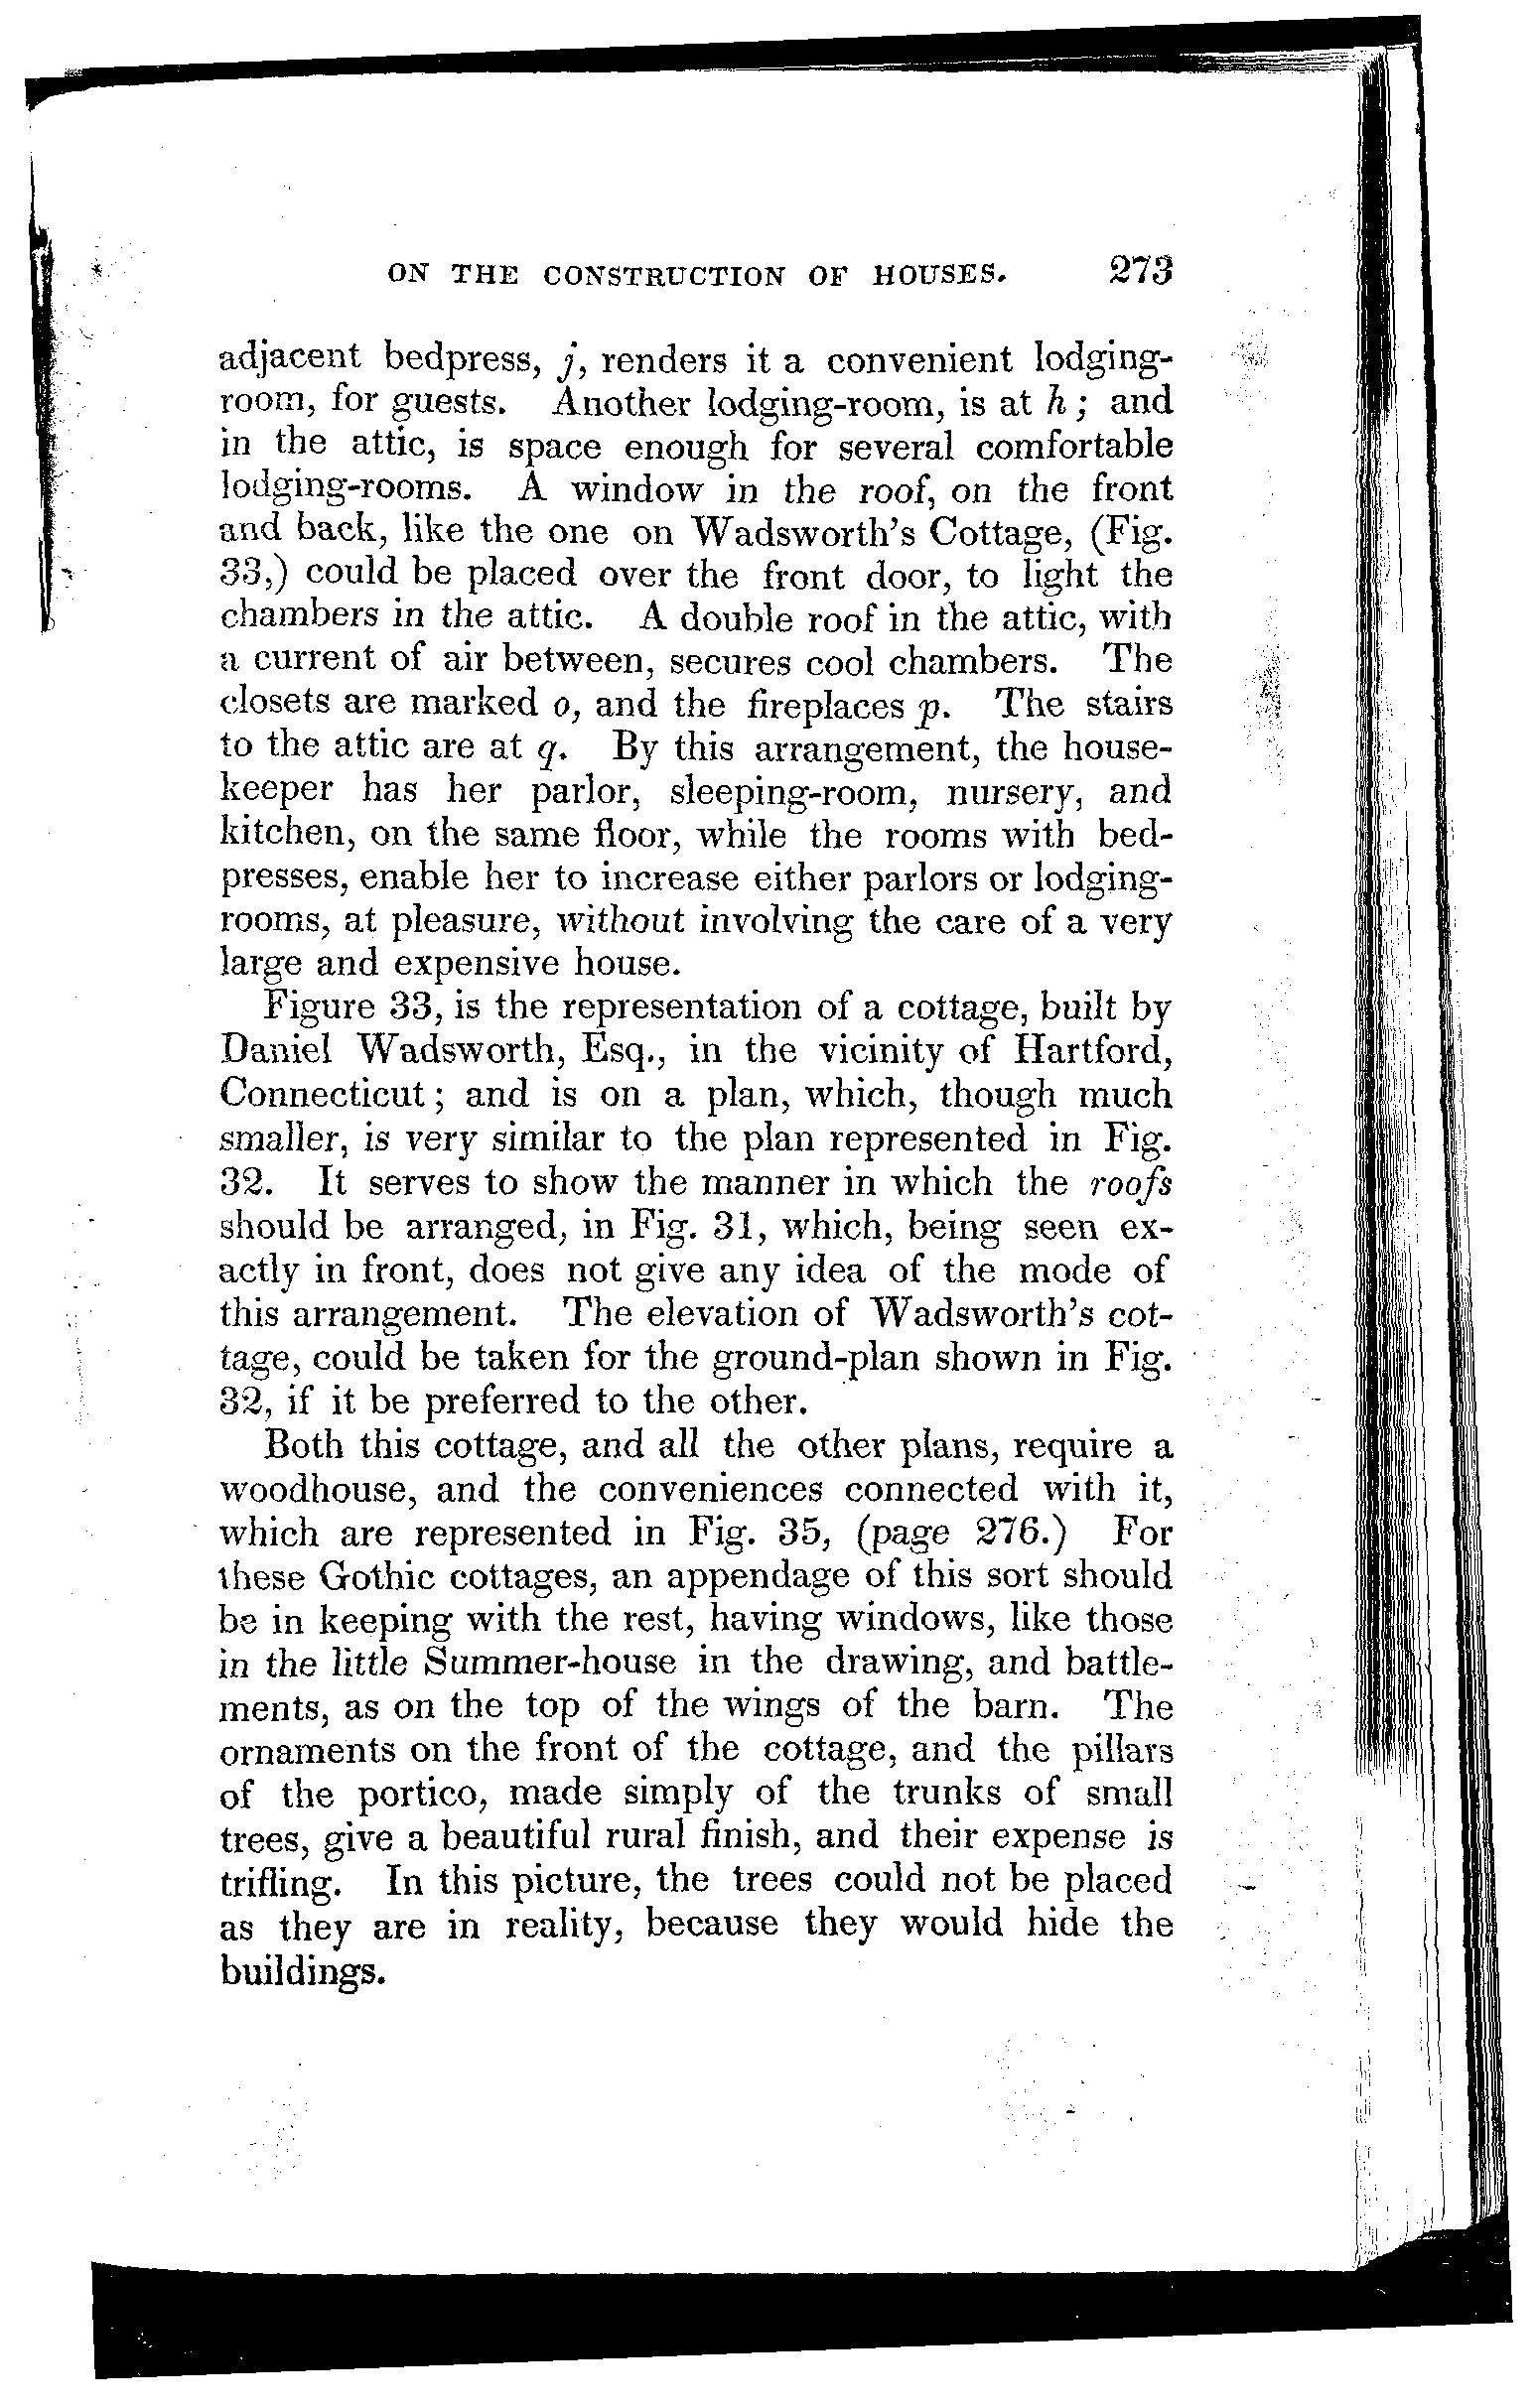 ON THE CONSTRUCTION OF HOUSES. 273
adjacent bedpress, j, renders it a convenient lodging-
room, for guests. Another lodging-room, is at h; and
in the attic, is space enough for several comfortable
lodging-rooms. A window in the roof, on the front
and back, like the one on Wadsworth's Cottage, (Fig.
33,) could be placed over the front door, to light the
chambers in the attic. A double roof in the attic, with
a current of air between, secures cool chambers. The
closets are marked o, and the fireplaces p. The stairs
to the attic are at q. By this arrangement, the house-
keeper has her parlor, sleeping-room, nursery, and
kitchen, on the same floor, while the rooms with bed-
presses, enable her to increase either parlors or lodging-
rooms, at pleasure, without involving the care of a very
large and expensive house.
Figure 33, is the representation of a cottage, built by
Daniel Wadsworth, Esq., in the vicinity of Hartford,
Connecticut; and is on a plan, which, though much
smaller, is very similar to the plan represented in Fig.
32. It serves to show the manner in which the roofs
should be arranged, in Fig. 31, which, being seen ex-
actly in front, does not give any idea of the mode of
this arrangement. The elevation of Wadsworth's cot-
tage, could be taken for the ground-plan shown in Fig.
32, if it be preferred to the other.
Both this cottage, and all the other plans, require a
woodhouse, and the conveniences connected with it,
which are represented in Fig. 35, (page 276.) For
these Gothic cottages, an appendage of this sort should
be in keeping with the rest, having windows, like those
in the little Summer-house in the drawing, and battle-
ments, as on the top of the wings of the barn. The
ornaments on the front of the cottage, and the pillars
of the portico, made simply of the trunks of small
trees, give a beautiful rural finish, and their expense is
trifling. In this picture, the trees could not be placed
as they are in reality, because they would hide the
buildings.